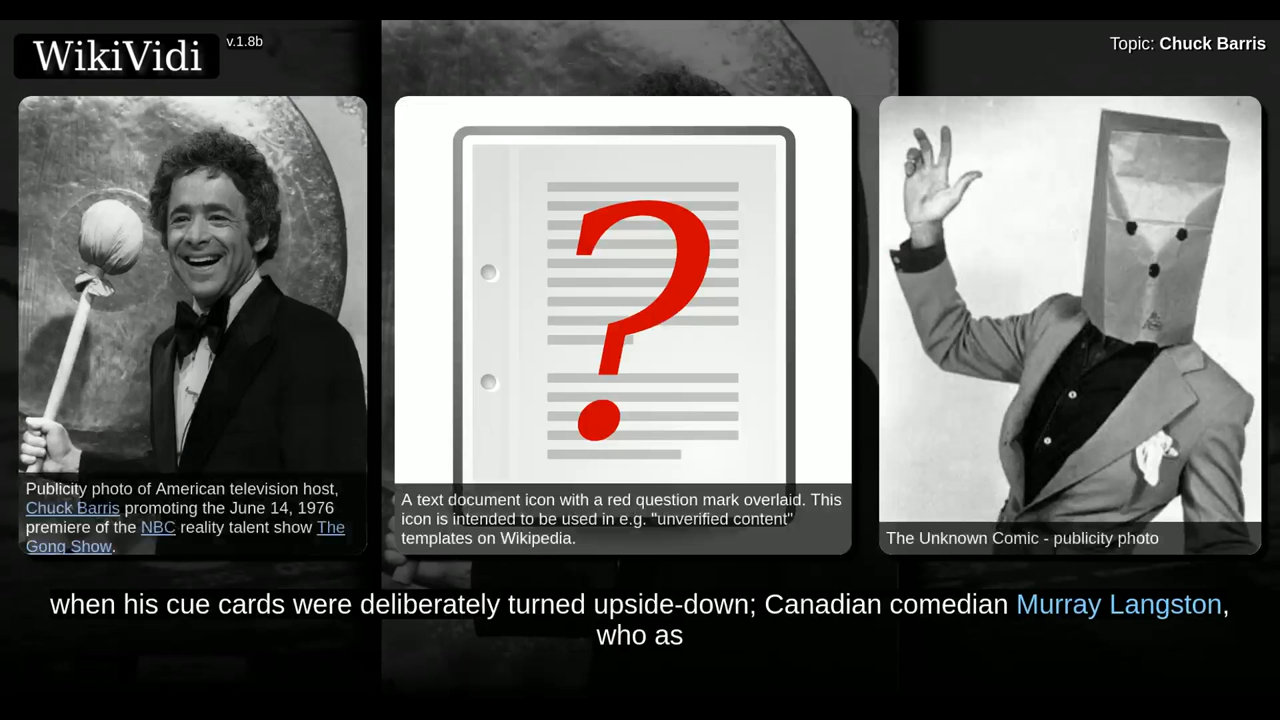 WikiVidi
v.1.8b
Topic: Chuck Barris
Publicity photo of American television host,
Chuck Barris promoting the June 14, 1976
premiere of the NBC reality talent show The
Gong Show.
A text document icon with a red question mark overlaid. This
icon is intended to be used in e.g. "unverified content"
templates on Wikipedia.
?
The Unknown Comic - publicity photo
when his cue cards were deliberately turned upside-down; Canadian comedian Murray Langston,
who as